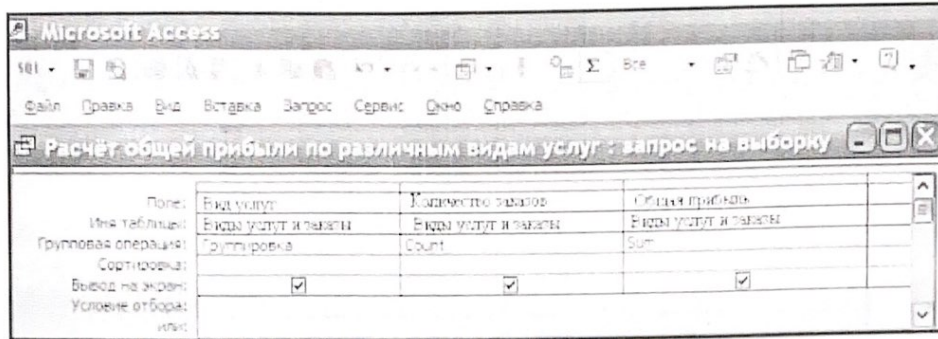 Microsoft Access
SQL Все
Файл Правка Вид Вставка Запрос Сервис Окно Справка
Расчёт общей прибыли по различным видам услуг : запрос на выборку
Поле: Вид услуг Количество заказов Общая прибыль
Имя таблицы: Виды услуг и заказы Виды услуг и заказы Виды услуг и заказы
Групповая операция: Группировка Count Sum
Сортировка:
Вывод на экран:
Условие отбора:
или: